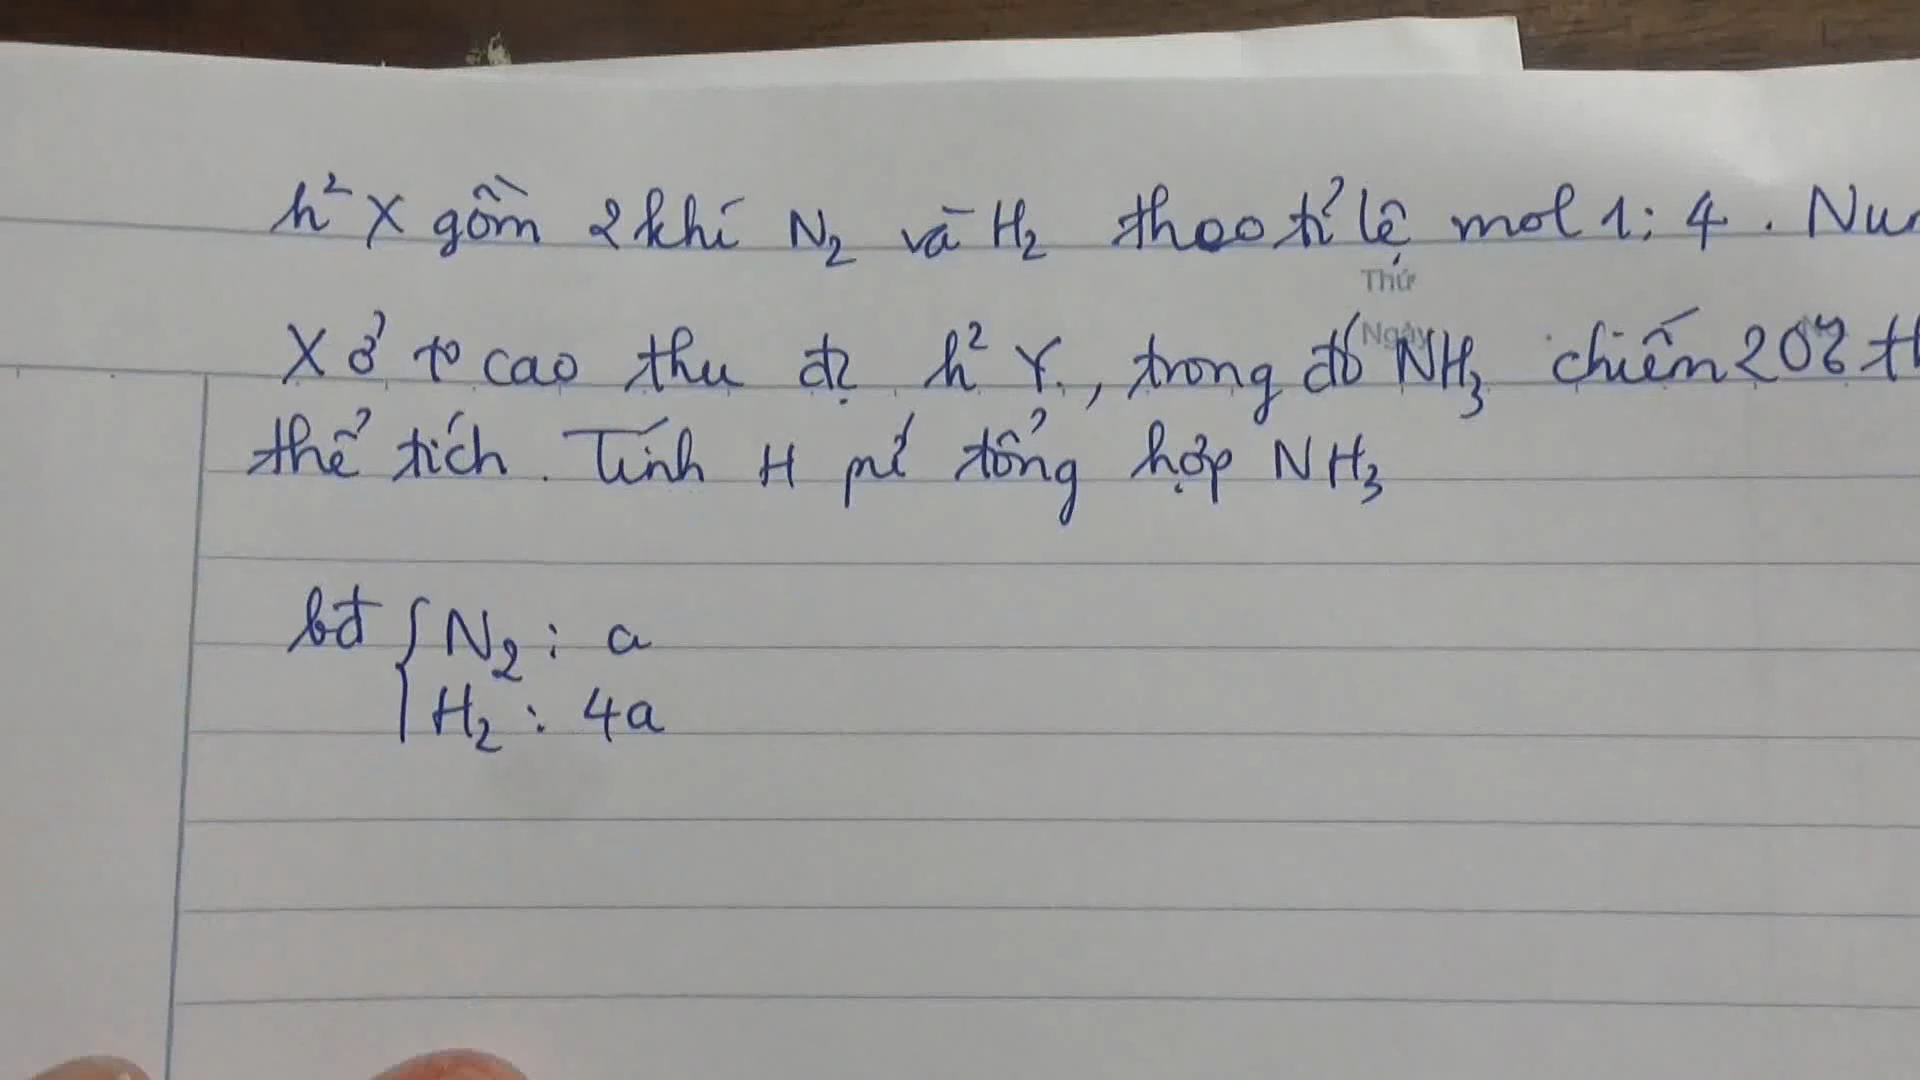 h² X gồm 2 khí N₂ và H₂ theo tỉ lệ mol 1: 4. Nun
Thứ
Ngày
X ở t° cao thu đc h² Y, trong đó NH₃ chiếm 20% th
thể tích. Tính H pứ tổng hợp NH₃
bđ { N₂ : a
H₂ : 4a